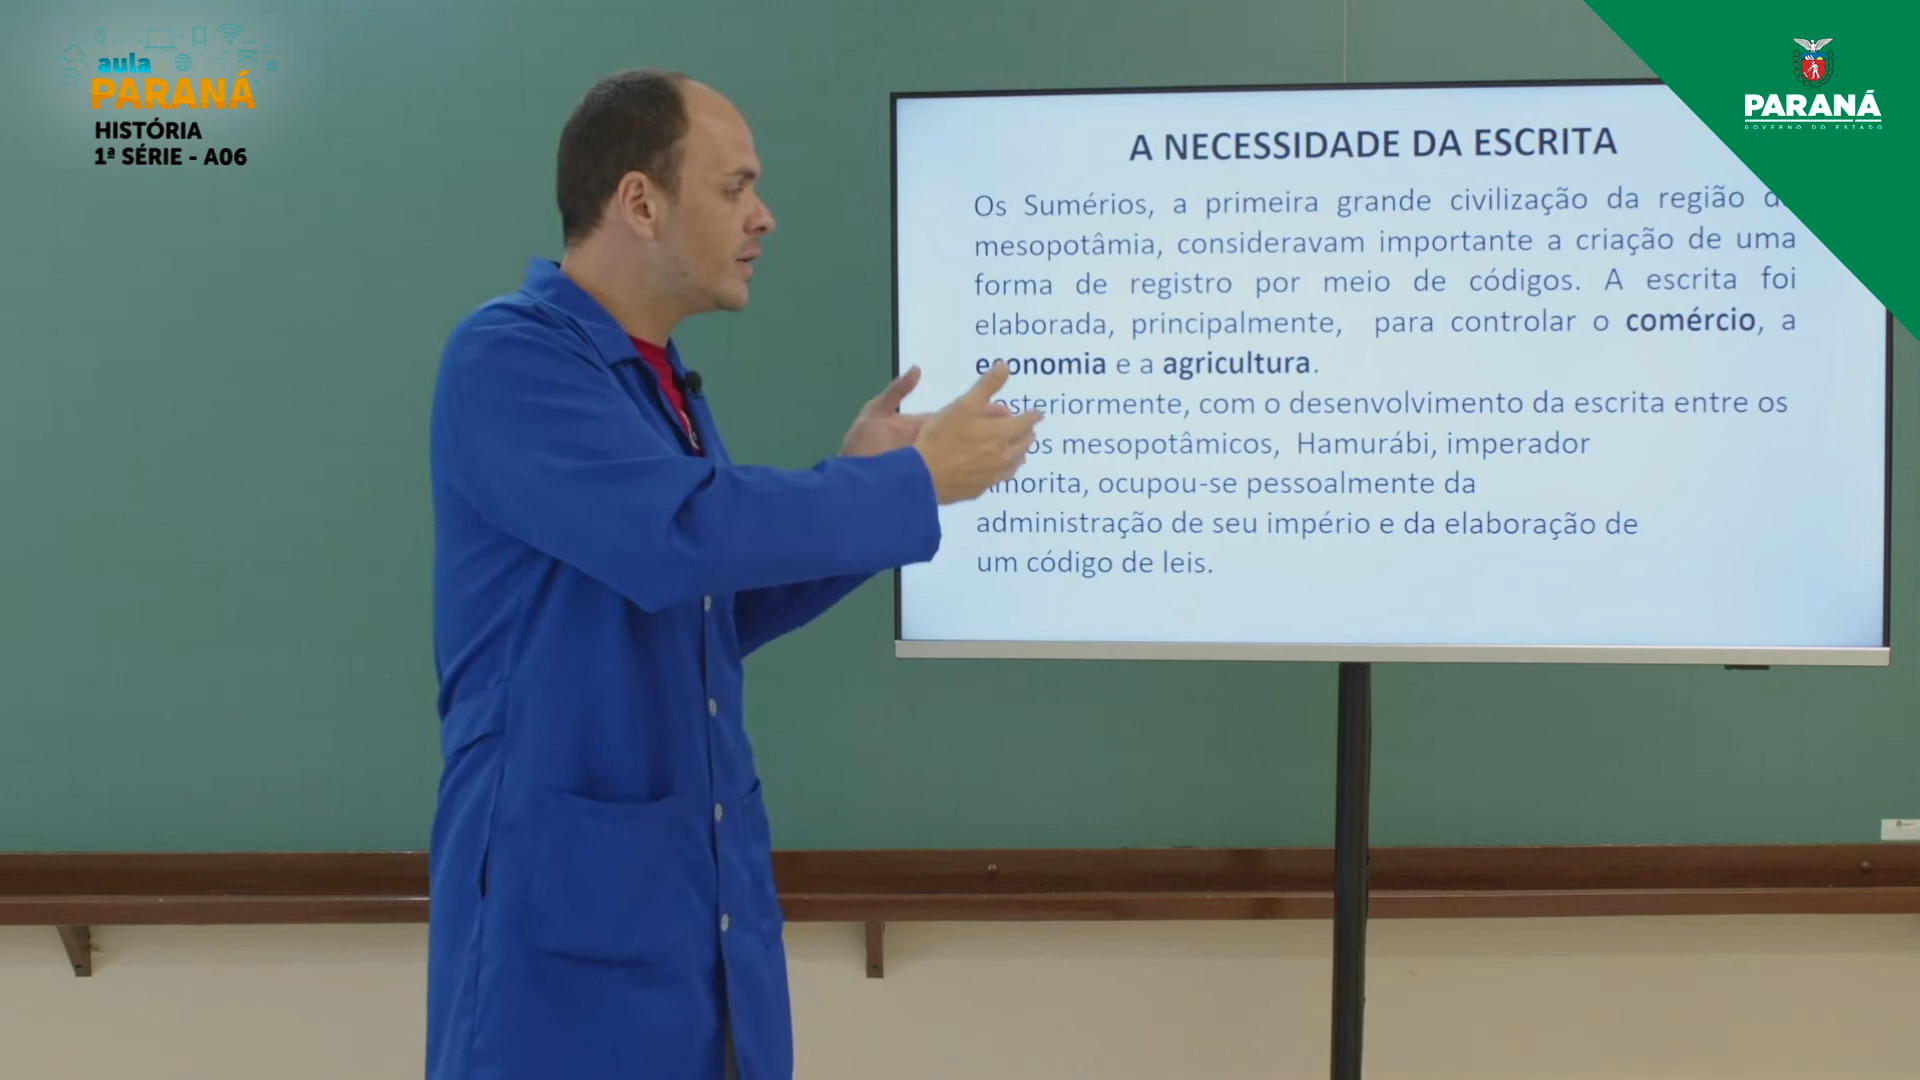 aula
PARANÁ
HISTÓRIA
1ª SÉRIE - A06
PARANÁ
GOVERNO DO ESTADO
A NECESSIDADE DA ESCRITA
Os Sumérios, a primeira grande civilização da região
mesopotâmia, consideravam importante a criação de uma
forma de registro por meio de códigos. A escrita foi
elaborada, principalmente, para controlar o comércio, a
economia e a agricultura.
com o desenvolvimento da escrita entre os
mesopotâmicos, Hamurábi, imperador
ocupou-se pessoalmente da
administração de seu império e da elaboração de
um código de leis.